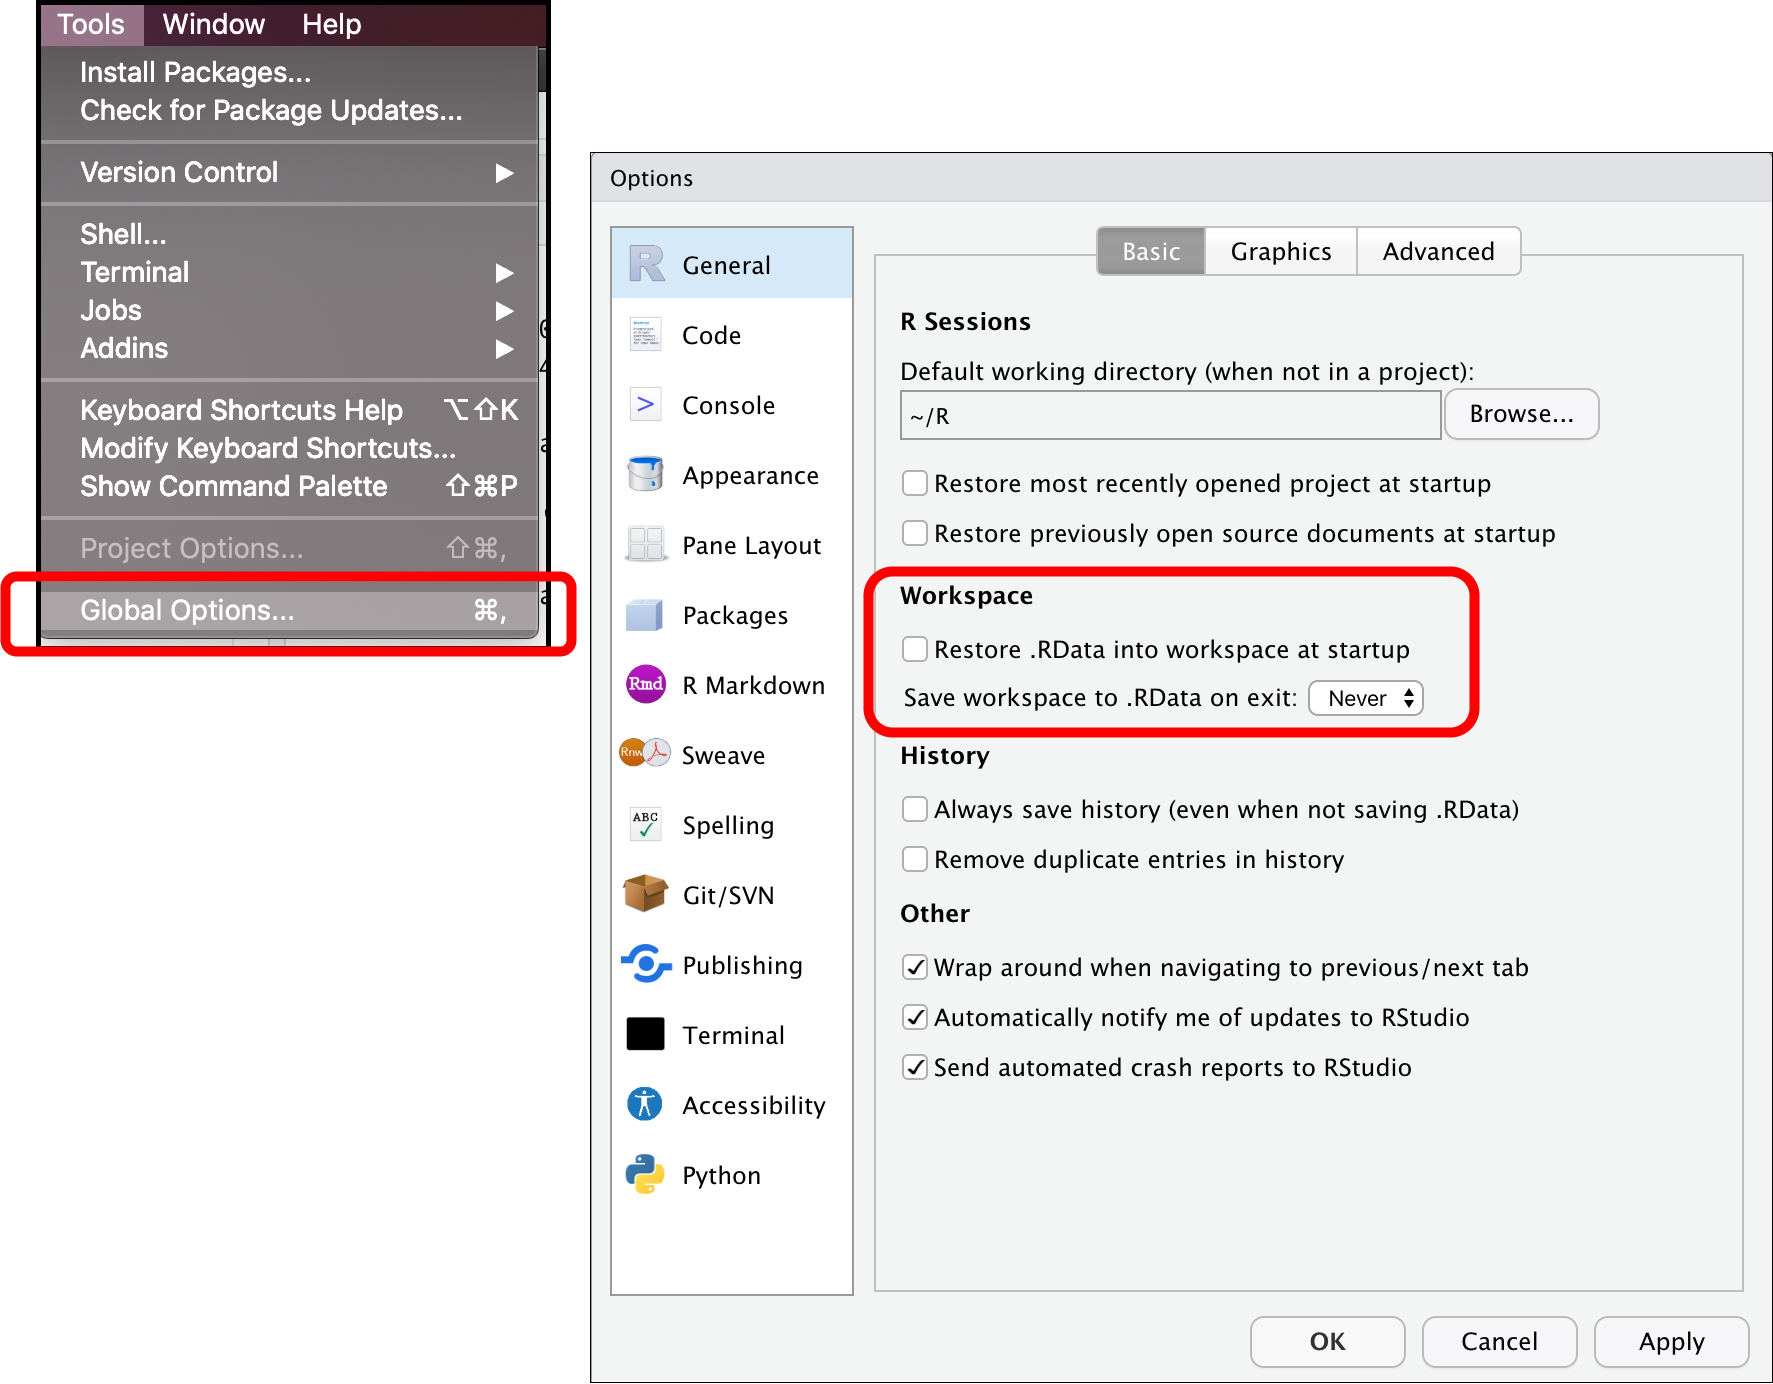 Tools Window Help
Install Packages...
Check for Package Updates...
Version Control
Shell...
Terminal
Jobs
Addins
Keyboard Shortcuts Help ⌥⇧K
Modify Keyboard Shortcuts...
Show Command Palette ⇧⌘P
Project Options... ⇧⌘,
Global Options... ⌘,
Options
General
Code
Console
Appearance
Pane Layout
Packages
Rmd R Markdown
Rnw Sweave
ABC Spelling
Git/SVN
Publishing
Terminal
Accessibility
Python
Basic Graphics Advanced
R Sessions
Default working directory (when not in a project):
~/R Browse...
Restore most recently opened project at startup
Restore previously open source documents at startup
Workspace
Restore .RData into workspace at startup
Save workspace to .RData on exit: Never
History
Always save history (even when not saving .RData)
Remove duplicate entries in history
Other
Wrap around when navigating to previous/next tab
Automatically notify me of updates to RStudio
Send automated crash reports to RStudio
OK Cancel Apply